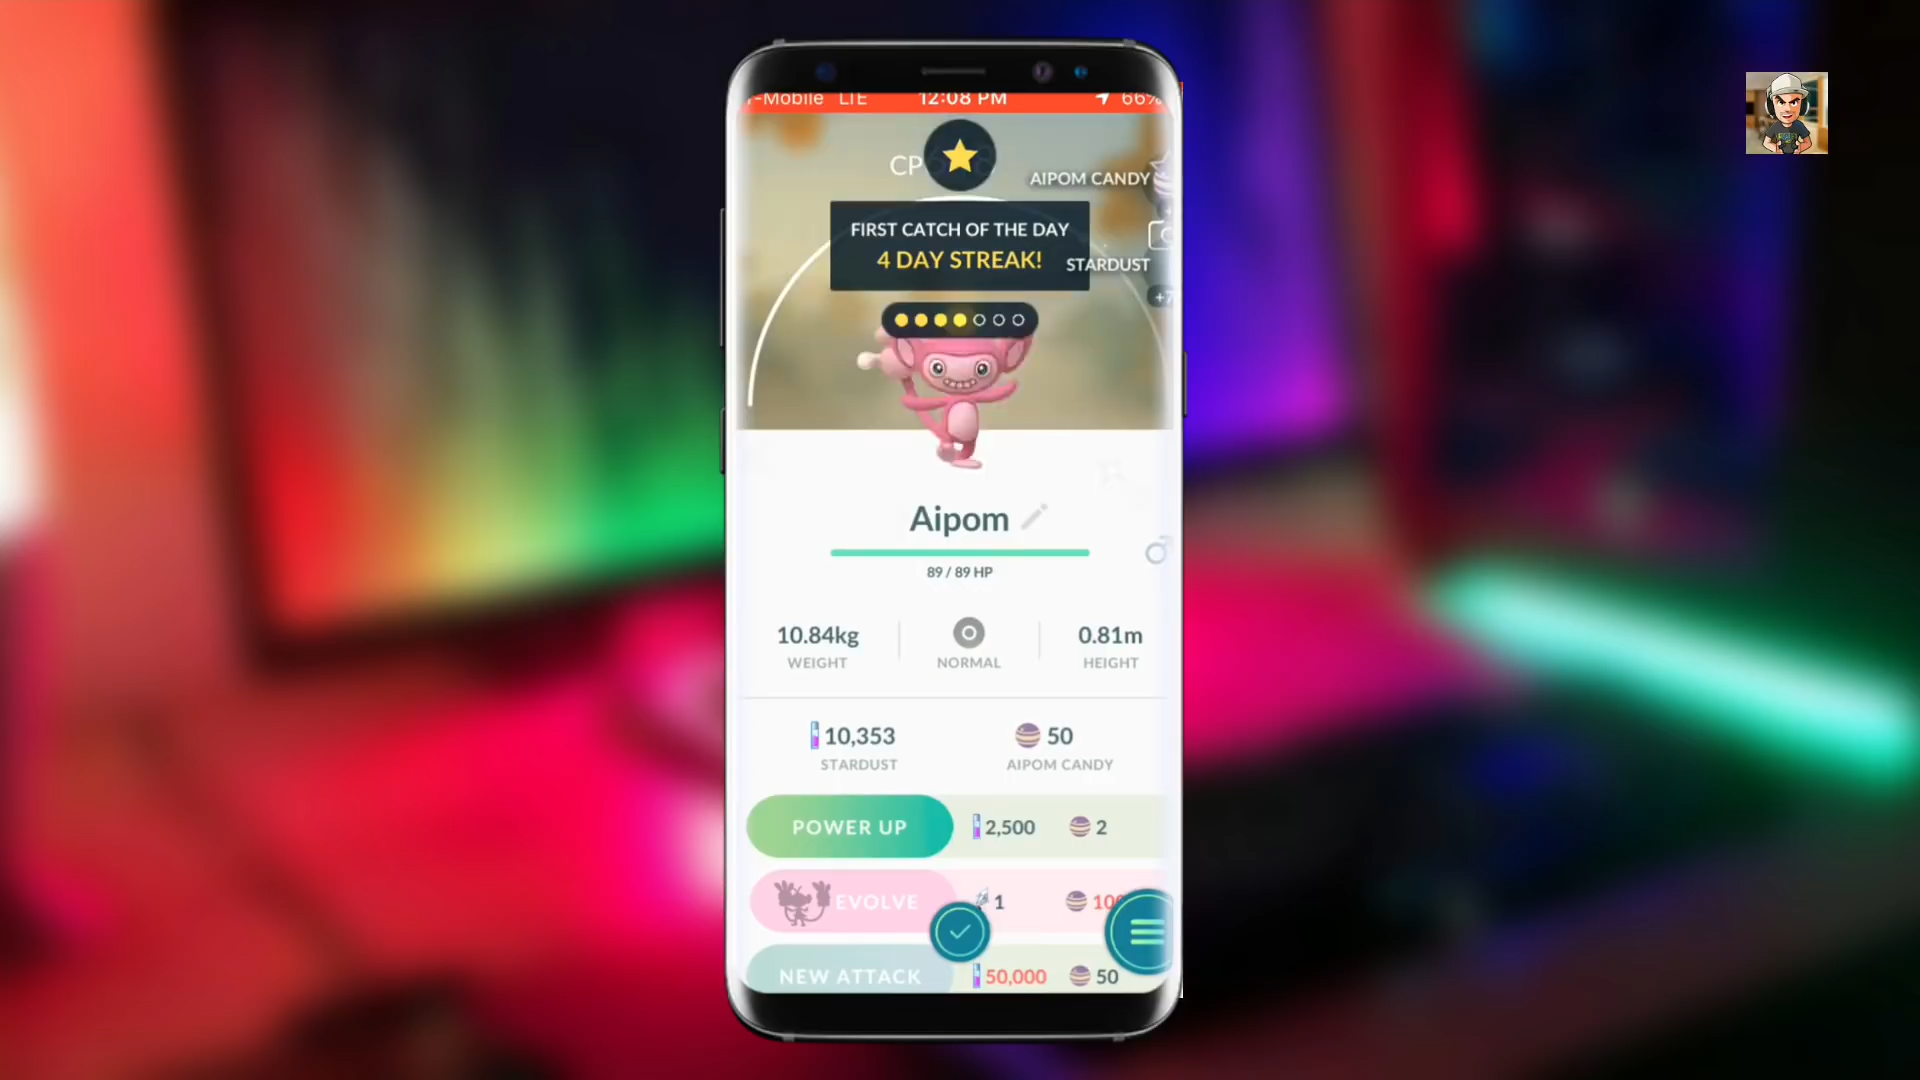 T-Mobile LTE 12:08 PM 66%
CP
AIPOM CANDY
FIRST CATCH OF THE DAY
4 DAY STREAK!
STARDUST
+7
Aipom
89 / 89 HP
10.84kg 0.81m
WEIGHT NORMAL HEIGHT
10,353 50
STARDUST AIPOM CANDY
POWER UP 2,500 2
EVOLVE 1 100
NEW ATTACK 50,000 50